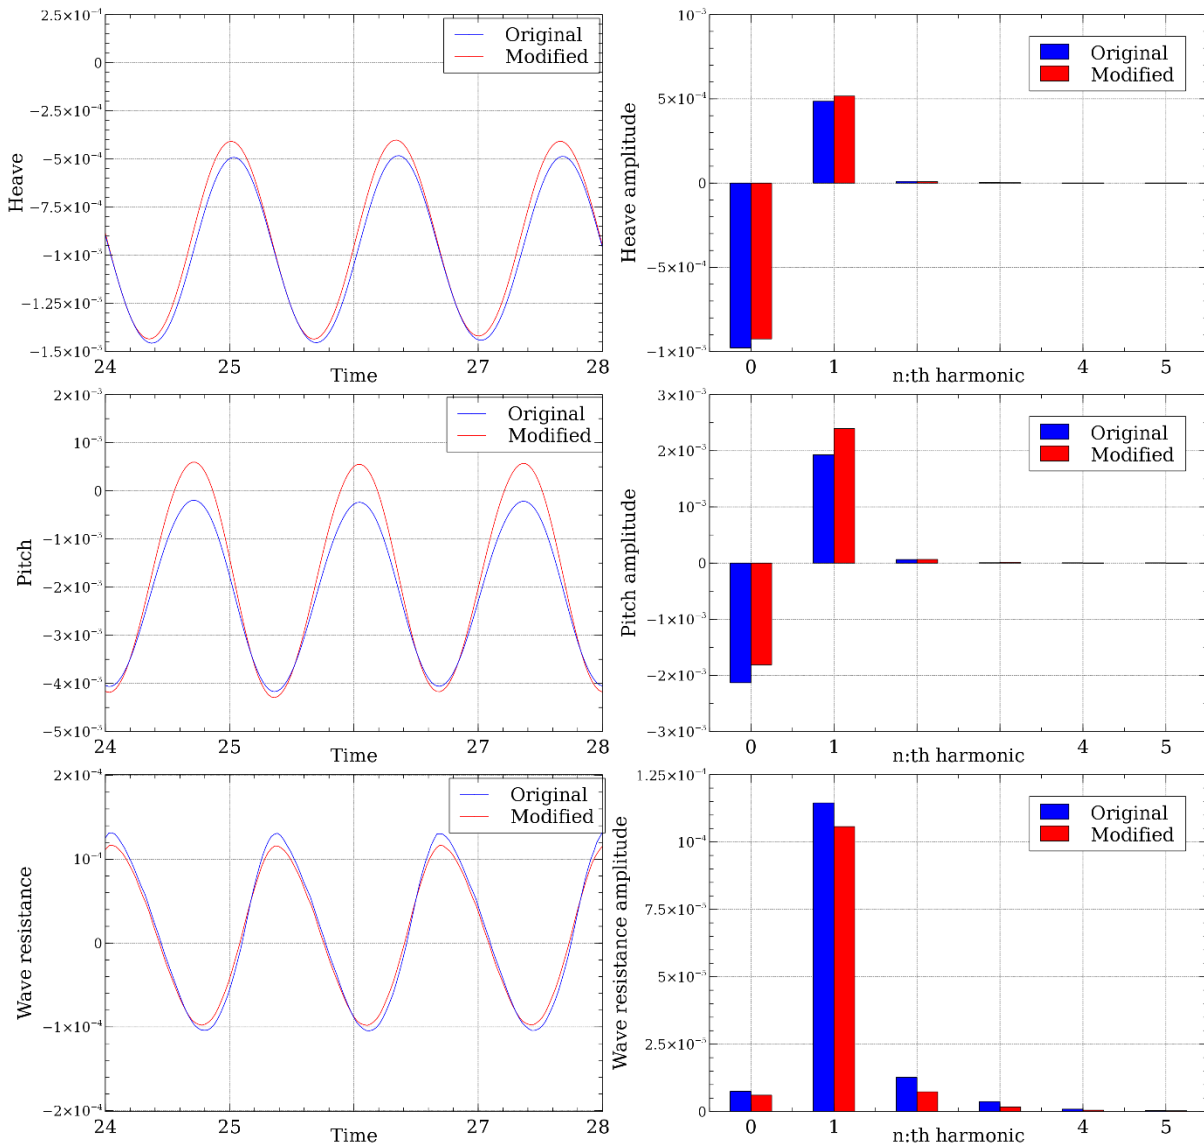 2.5×10⁻⁴
0
−2.5×10⁻⁴
−5×10⁻⁴
−7.5×10⁻⁴
−1×10⁻³
−1.25×10⁻³
−1.5×10⁻³
Heave
Original
Modified
24 25 27 28
Time
10⁻³
5×10⁻⁴
0
−5×10⁻⁴
−1×10⁻³
Heave amplitude
Original
Modified
0 1 4 5
n:th harmonic
2×10⁻³
10⁻³
0
−1×10⁻³
−2×10⁻³
−3×10⁻³
−4×10⁻³
−5×10⁻³
Pitch
Original
Modified
24 25 27 28
Time
3×10⁻³
2×10⁻³
10⁻³
0
−1×10⁻³
−2×10⁻³
−3×10⁻³
Pitch amplitude
Original
Modified
0 1 4 5
n:th harmonic
2×10⁻⁴
10⁻⁴
0
−1×10⁻⁴
−2×10⁻⁴
Wave resistance
Original
Modified
24 25 27 28
Time
1.25×10⁻⁴
10⁻⁴
7.5×10⁻⁵
5×10⁻⁵
2.5×10⁻⁵
0
Wave resistance amplitude
Original
Modified
0 1 4 5
n:th harmonic